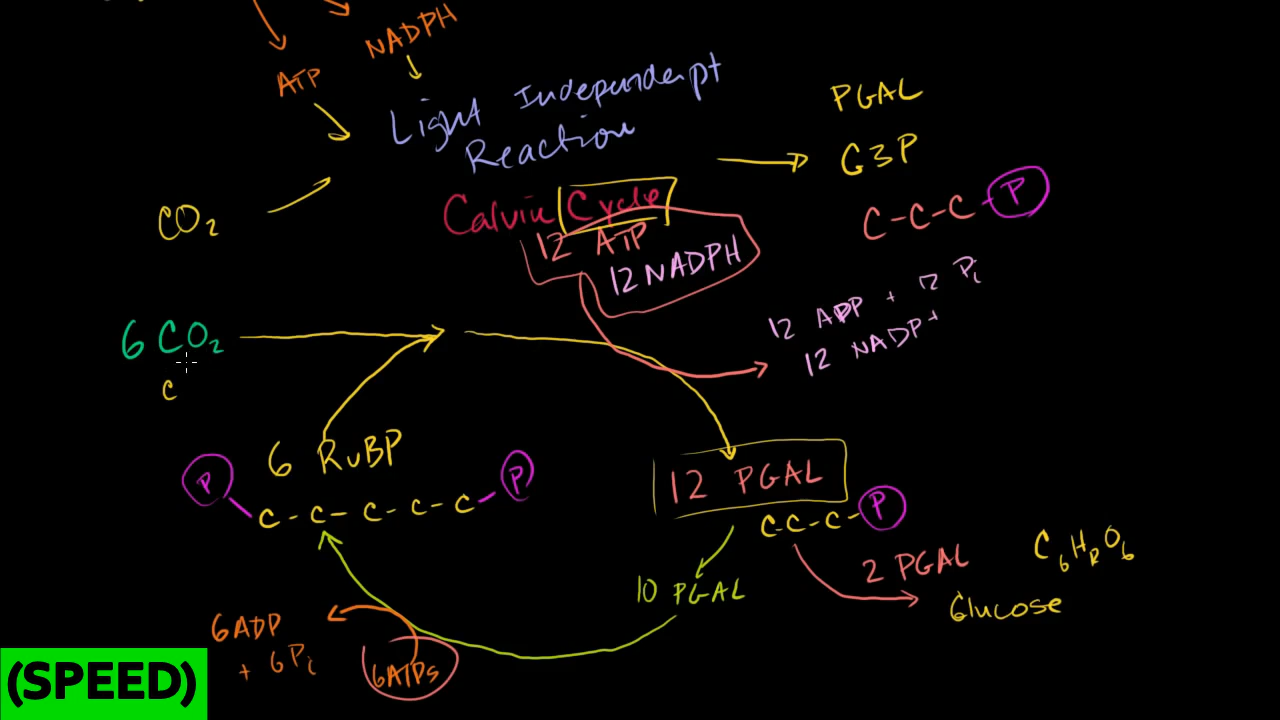 NADPH
ATP
Light Independent
Reaction
PGAL
G3P
CO₂
Calvin Cycle
C-C-C-P
12 ATP
12 NADPH
12 ADP + 12 Pi
12 NADP+
6 CO₂
C
6 RuBP
P
C-C-C-C-C
P
12 PGAL
C-C-C-P
2 PGAL
C₆H₁₂O₆
Glucose
10 PGAL
6ADP
+ 6Pi
6ATPs
(SPEED)